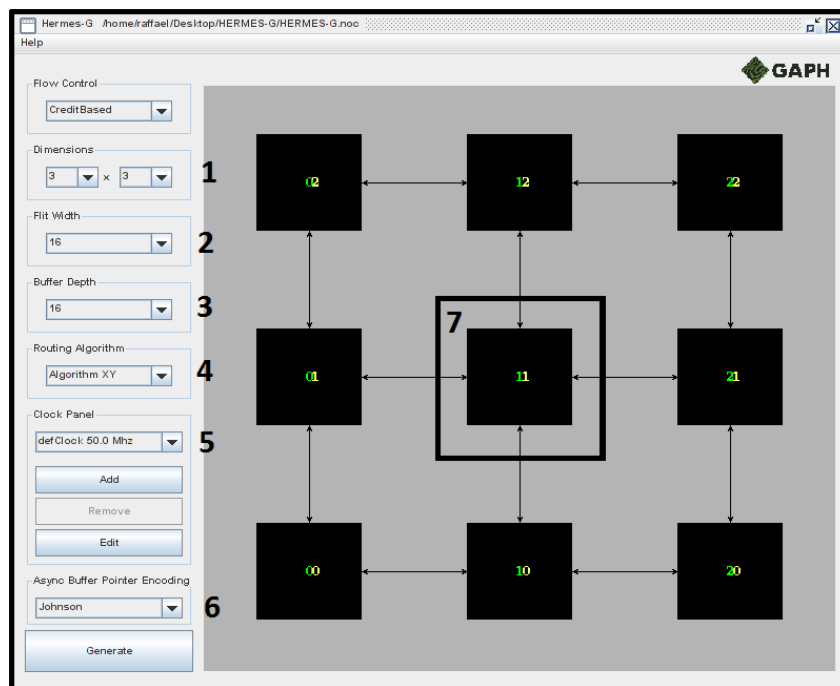 Hermes-G /home/raffael/Desktop/HERMES-G/HERMES-G.noc
Help
GAPH
Flow Control
CreditBased
Dimensions
3 × 3
1
Flit Width
16
2
Buffer Depth
16
3
Routing Algorithm
Algorithm XY
4
Clock Panel
defClock 50.0 Mhz
5
Add
Remove
Edit
Async Buffer Pointer Encoding
Johnson
6
Generate
02 12 22
7
01 11 21
00 10 20